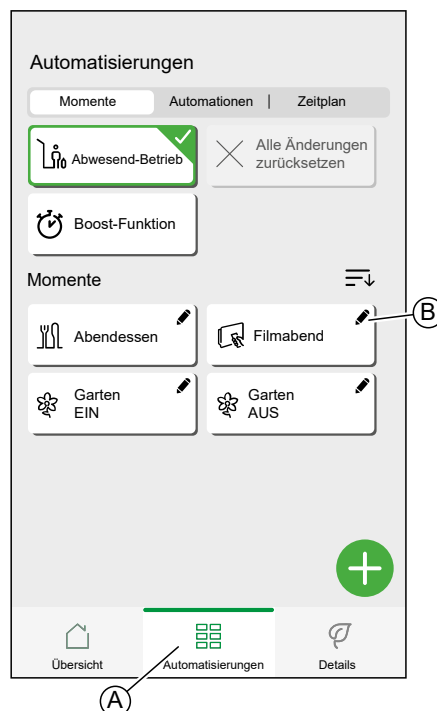 Automatisierungen
Momente Automationen | Zeitplan
Abwesend-Betrieb
Alle Änderungen
zurücksetzen
Boost-Funktion
Momente
Abendessen
Filmabend
B
Garten
EIN
Garten
AUS
Übersicht Automatisierungen Details
A